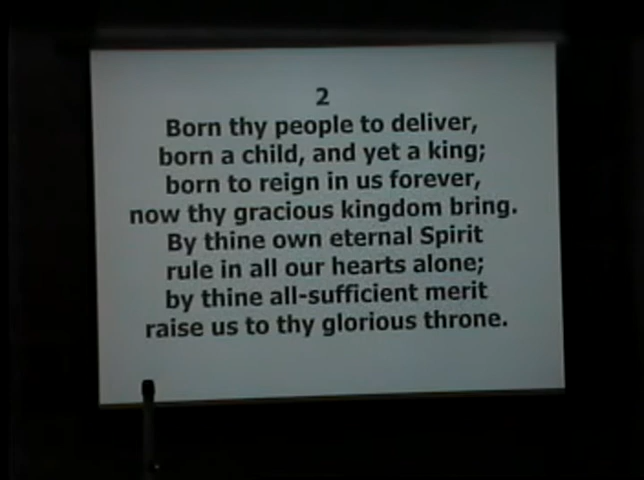 2
Born thy people to deliver,
born a child, and yet a king;
born to reign in us forever,
now thy gracious kingdom bring.
By thine own eternal Spirit
rule in all our hearts alone;
by thine all-sufficient merit
raise us to thy glorious throne.